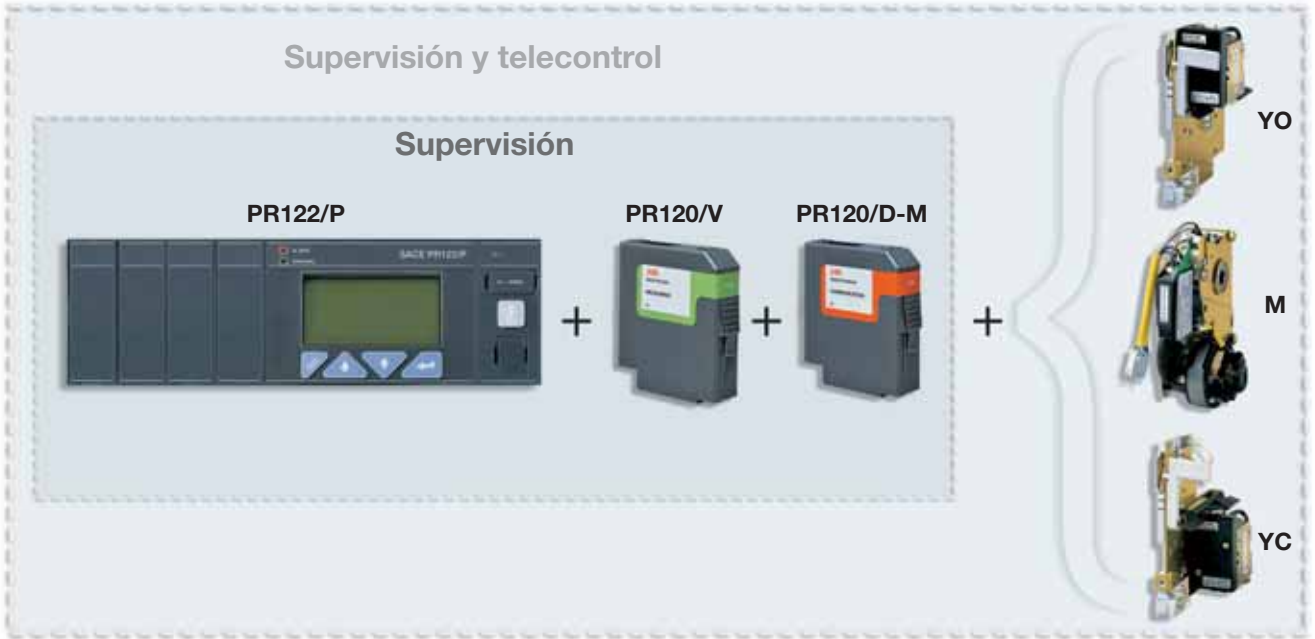 Supervisión y telecontrol
Supervisión
PR122/P
PR120/V
PR120/D-M
SACE PR122/P
+
+
+
YO
M
YC